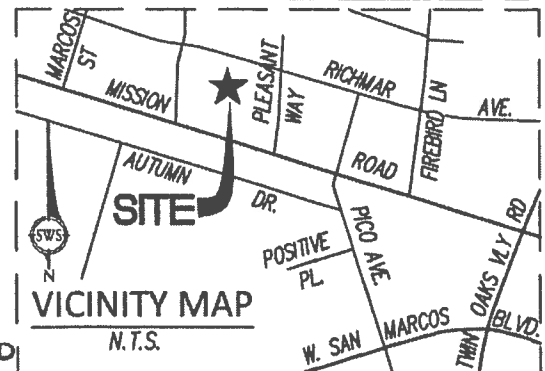 MARCOS
ST
MISSION
PLEASANT
WAY
RICHMAR
AVE.
FIREBIRD LN
ROAD
AUTUMN
DR.
SITE
SWS
N
POSITIVE
PL.
PICO AVE.
TWIN OAKS VLY RD
W. SAN MARCOS BLVD.
VICINITY MAP
N.T.S.
D